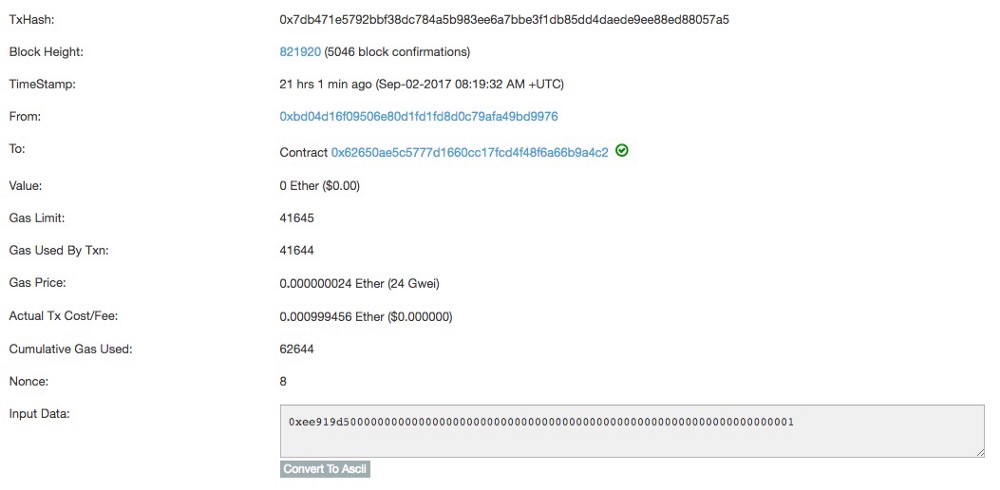 TxHash: 0x7db471e5792bbf38dc784a5b983ee6a7bbe3f1db85dd4daede9ee88ed88057a5
Block Height: 821920 (5046 block confirmations)
TimeStamp: 21 hrs 1 min ago (Sep-02-2017 08:19:32 AM +UTC)
From: 0xbd04d16f09506e80d1fd1fd8d0c79afa49bd9976
To: Contract 0x62650ae5c5777d1660cc17fcd4f48f6a66b9a4c2
Value: 0 Ether ($0.00)
Gas Limit: 41645
Gas Used By Txn: 41644
Gas Price: 0.000000024 Ether (24 Gwei)
Actual Tx Cost/Fee: 0.000999456 Ether ($0.000000)
Cumulative Gas Used: 62644
Nonce: 8
Input Data: 0xee919d500000000000000000000000000000000000000000000000000000000000000001
Convert To Ascii